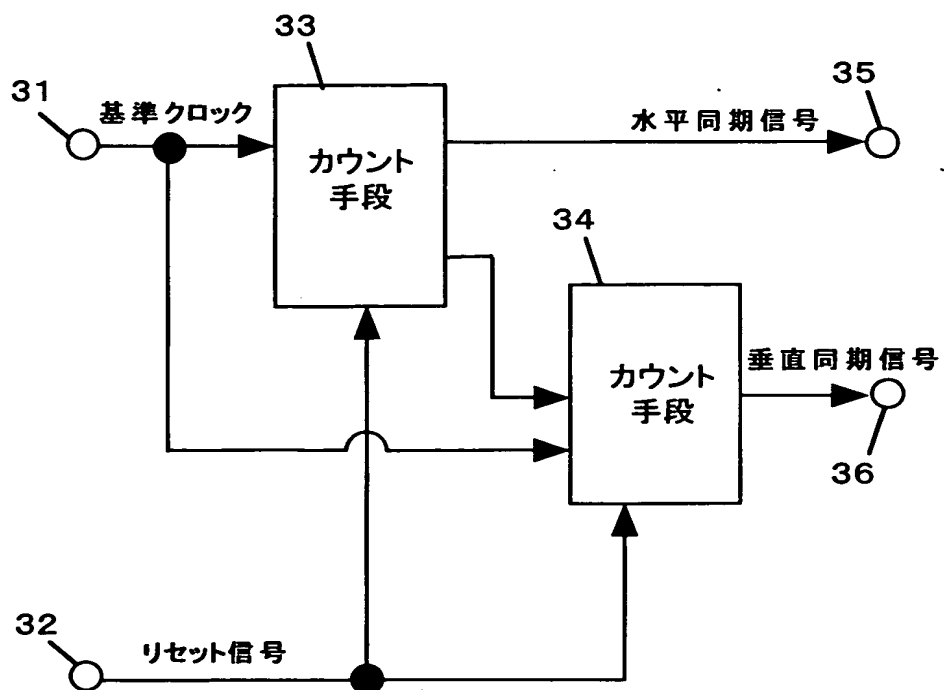 33
31
基準クロック
35
水平同期信号
カウント
手段
34
垂直同期信号
カウント
手段
36
32
リセット信号